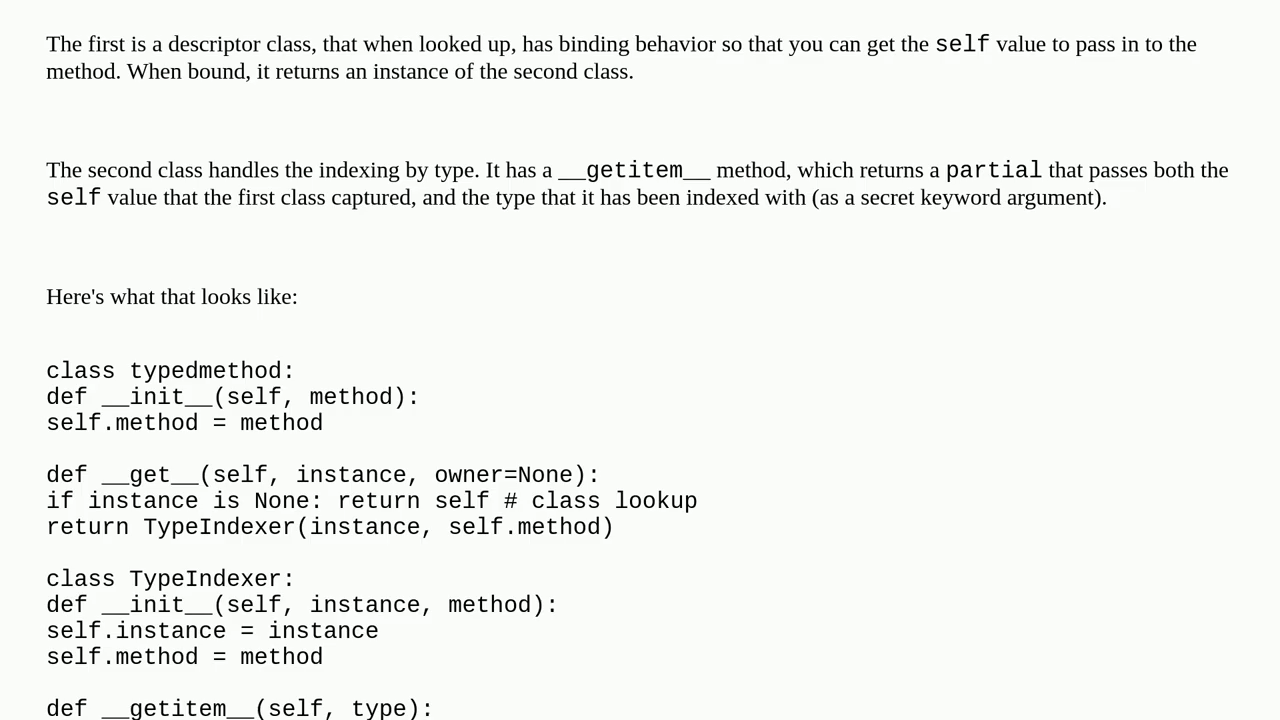 The first is a descriptor class, that when looked up, has binding behavior so that you can get the self value to pass in to the
method. When bound, it returns an instance of the second class.
The second class handles the indexing by type. It has a __getitem__ method, which returns a partial that passes both the
self value that the first class captured, and the type that it has been indexed with (as a secret keyword argument).
Here's what that looks like:
class typedmethod:
def __init__(self, method):
self.method = method
def __get__(self, instance, owner=None):
if instance is None: return self # class lookup
return TypeIndexer(instance, self.method)
class TypeIndexer:
def __init__(self, instance, method):
self.instance = instance
self.method = method
def __getitem__(self, type):